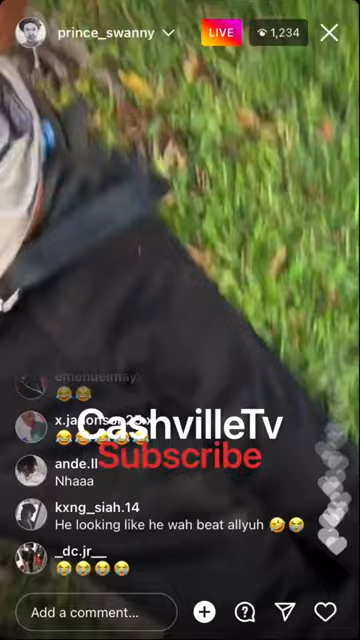 prince_swanny
LIVE
1,234
emenuelmayk
😂😂
CashvilleTv
😂😂😂😂😂
Subscribe
ande.ll
Nhaaa
kxng_siah.14
He looking like he wah beat allyuh 🤣😭
_dc.jr__
😭😭😭😭
Add a comment...